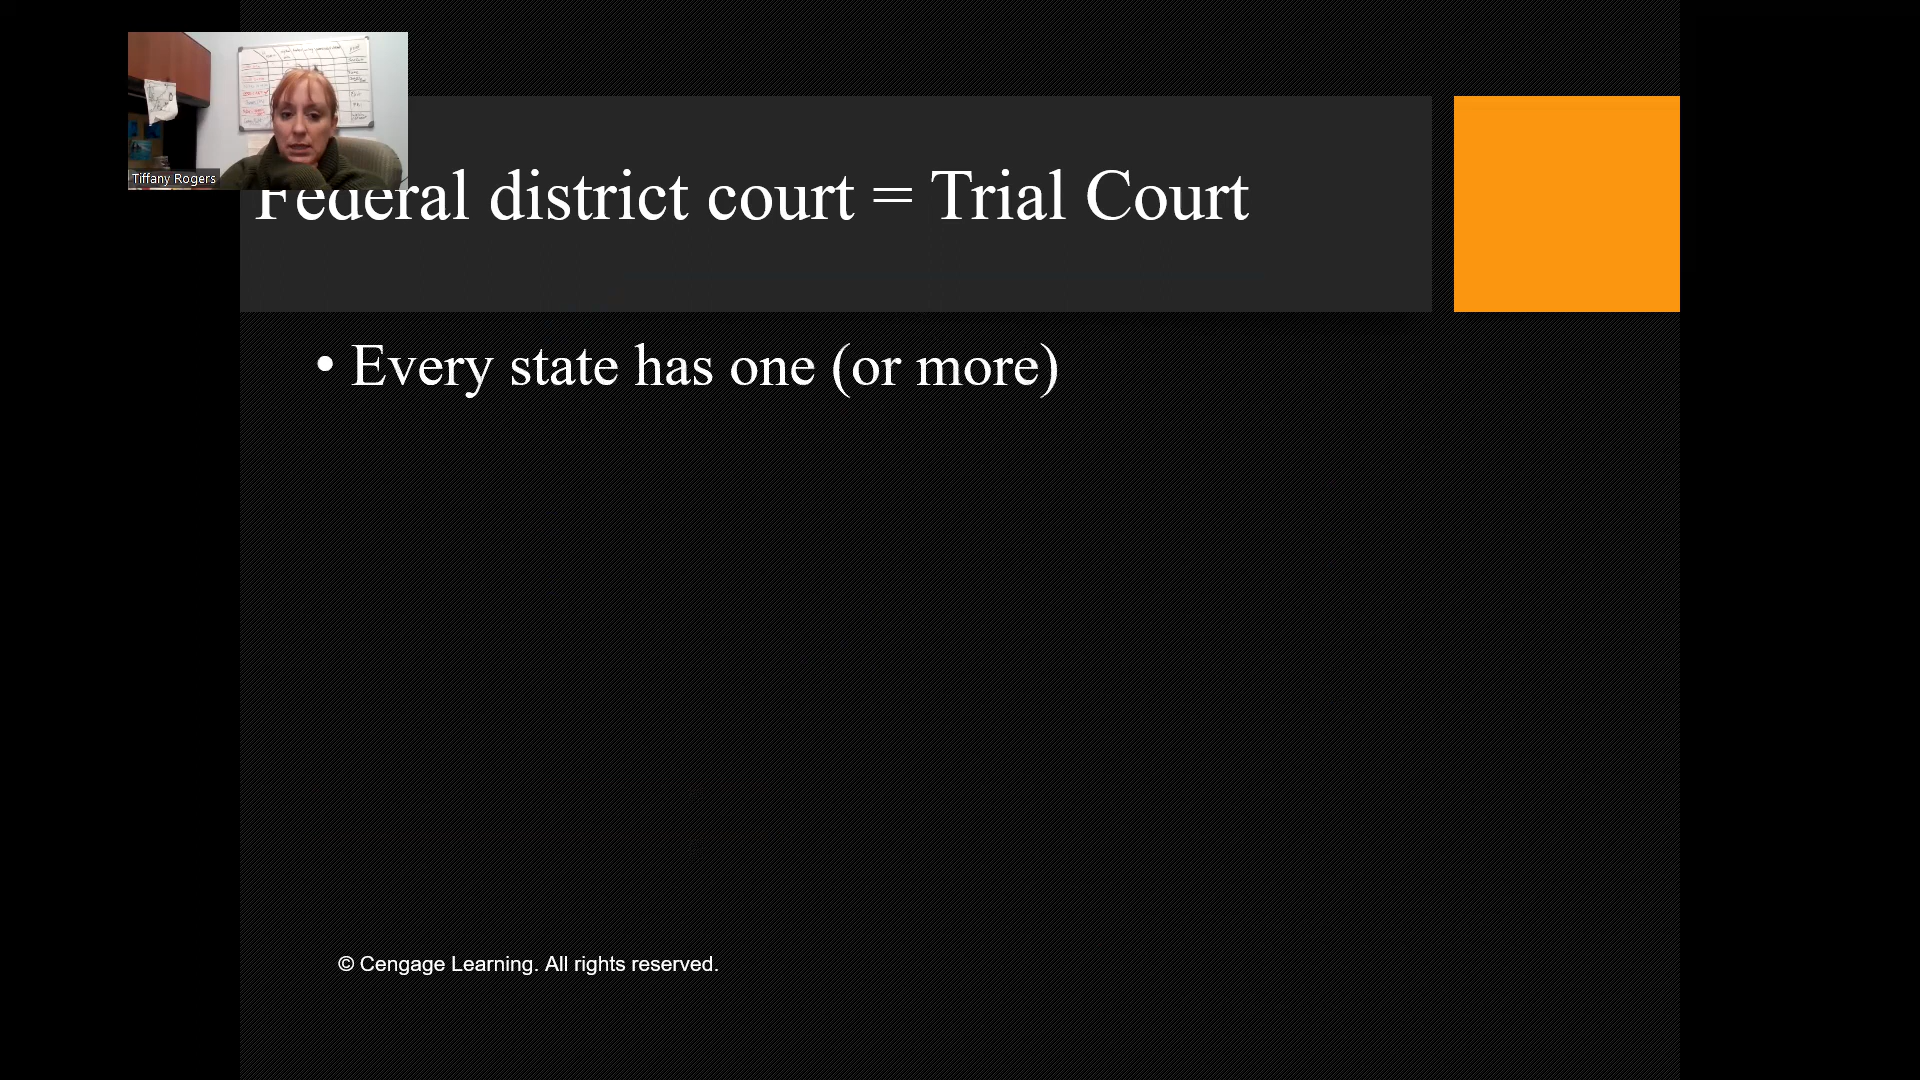 Tiffany Rogers
Federal district court = Trial Court
• Every state has one (or more)
© Cengage Learning. All rights reserved.